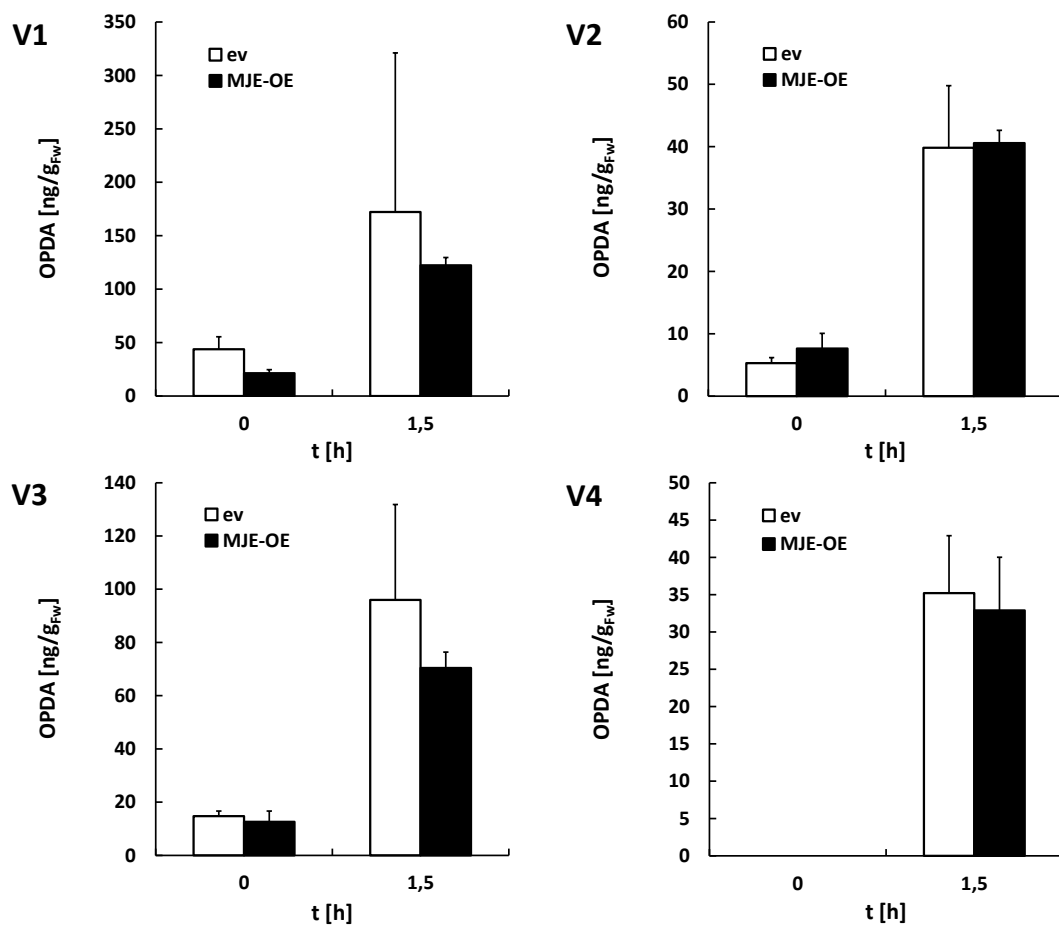 V1
350
300
250
200
150
100
50
0
OPDA [ng/gFw]
ev
MJE-OE
0 1,5
t [h]
V2
60
50
40
30
20
10
0
OPDA [ng/gFw]
ev
MJE-OE
0 1,5
t [h]
V3
140
120
100
80
60
40
20
0
OPDA [ng/gFw]
ev
MJE-OE
0 1,5
t [h]
V4
50
45
40
35
30
25
20
15
10
5
0
OPDA [ng/gFw]
ev
MJE-OE
0 1,5
t [h]